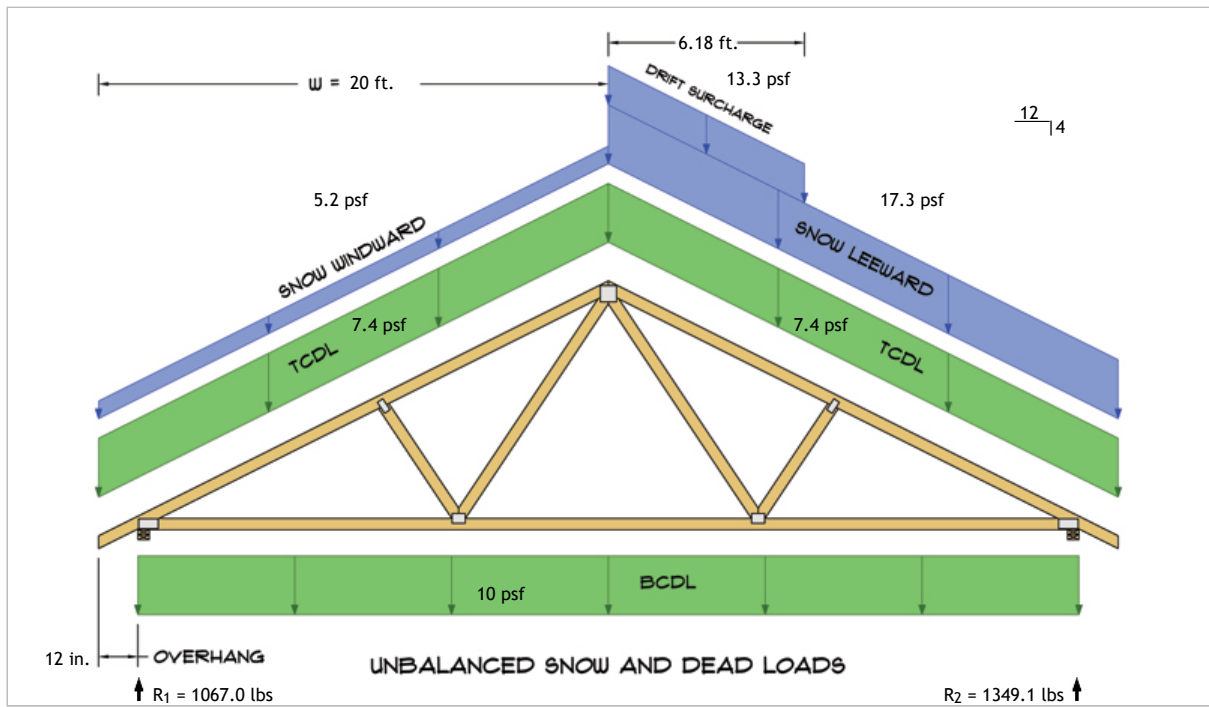 6.18 ft.
W = 20 ft.
DRIFT SURCHARGE
13.3 psf
12
4
5.2 psf
17.3 psf
SNOW WINDWARD
SNOW LEEWARD
7.4 psf
7.4 psf
TCDL
TCDL
BCDL
10 psf
12 in.
OVERHANG
UNBALANCED SNOW AND DEAD LOADS
R1 = 1067.0 lbs
R2 = 1349.1 lbs